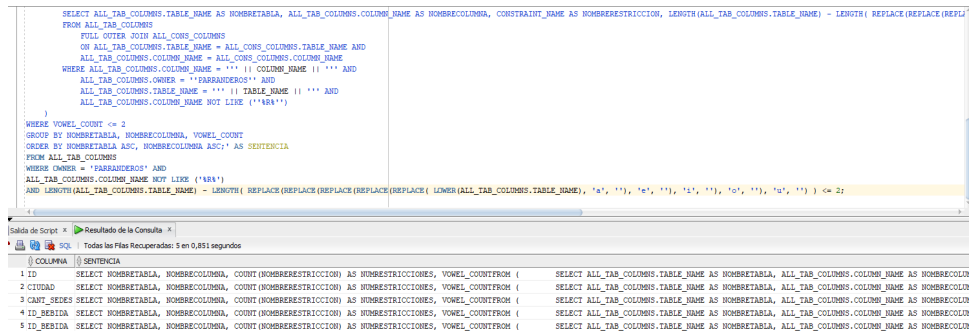 SELECT ALL_TAB_COLUMNS.TABLE_NAME AS NOMBRETABLA, ALL_TAB_COLUMNS.COLUMN_NAME AS NOMBRECOLUMNA, CONSTRAINT_NAME AS NOMBRERESTRICCION, LENGTH(ALL_TAB_COLUMNS.TABLE_NAME) - LENGTH( REPLACE(REPLACE(REPL
FROM ALL_TAB_COLUMNS
FULL OUTER JOIN ALL_CONS_COLUMNS
ON ALL_TAB_COLUMNS.TABLE_NAME = ALL_CONS_COLUMNS.TABLE_NAME AND
ALL_TAB_COLUMNS.COLUMN_NAME = ALL_CONS_COLUMNS.COLUMN_NAME
WHERE ALL_TAB_COLUMNS.COLUMN_NAME = ''' || COLUMN_NAME || ''' AND
ALL_TAB_COLUMNS.OWNER = ''PARRANDEROS'' AND
ALL_TAB_COLUMNS.TABLE_NAME = ''' || TABLE_NAME || ''' AND
ALL_TAB_COLUMNS.COLUMN_NAME NOT LIKE (''%R%'')
)
WHERE VOWEL_COUNT <= 2
GROUP BY NOMBRETABLA, NOMBRECOLUMNA, VOWEL_COUNT
ORDER BY NOMBRETABLA ASC, NOMBRECOLUMNA ASC;' AS SENTENCIA
FROM ALL_TAB_COLUMNS
WHERE OWNER = 'PARRANDEROS' AND
ALL_TAB_COLUMNS.COLUMN_NAME NOT LIKE ('%R%')
AND LENGTH(ALL_TAB_COLUMNS.TABLE_NAME) - LENGTH( REPLACE(REPLACE(REPLACE(REPLACE(REPLACE( LOWER(ALL_TAB_COLUMNS.TABLE_NAME), 'a', ''), 'e', ''), 'i', ''), 'o', ''), 'u', '') ) <= 2;
Salida de Script x Resultado de la Consulta x
SQL | Todas las Filas Recuperadas: 5 en 0,851 segundos
COLUMNA SENTENCIA
1 ID SELECT NOMBRETABLA, NOMBRECOLUMNA, COUNT(NOMBRERESTRICCION) AS NUMRESTRICCIONES, VOWEL_COUNTFROM ( SELECT ALL_TAB_COLUMNS.TABLE_NAME AS NOMBRETABLA, ALL_TAB_COLUMNS.COLUMN_NAME AS NOMBRECOLUM
2 CIUDAD SELECT NOMBRETABLA, NOMBRECOLUMNA, COUNT(NOMBRERESTRICCION) AS NUMRESTRICCIONES, VOWEL_COUNTFROM ( SELECT ALL_TAB_COLUMNS.TABLE_NAME AS NOMBRETABLA, ALL_TAB_COLUMNS.COLUMN_NAME AS NOMBRECOLUM
3 CANT_SEDES SELECT NOMBRETABLA, NOMBRECOLUMNA, COUNT(NOMBRERESTRICCION) AS NUMRESTRICCIONES, VOWEL_COUNTFROM ( SELECT ALL_TAB_COLUMNS.TABLE_NAME AS NOMBRETABLA, ALL_TAB_COLUMNS.COLUMN_NAME AS NOMBRECOLUM
4 ID_BEBIDA SELECT NOMBRETABLA, NOMBRECOLUMNA, COUNT(NOMBRERESTRICCION) AS NUMRESTRICCIONES, VOWEL_COUNTFROM ( SELECT ALL_TAB_COLUMNS.TABLE_NAME AS NOMBRETABLA, ALL_TAB_COLUMNS.COLUMN_NAME AS NOMBRECOLUM
5 ID_BEBIDA SELECT NOMBRETABLA, NOMBRECOLUMNA, COUNT(NOMBRERESTRICCION) AS NUMRESTRICCIONES, VOWEL_COUNTFROM ( SELECT ALL_TAB_COLUMNS.TABLE_NAME AS NOMBRETABLA, ALL_TAB_COLUMNS.COLUMN_NAME AS NOMBRECOLUM